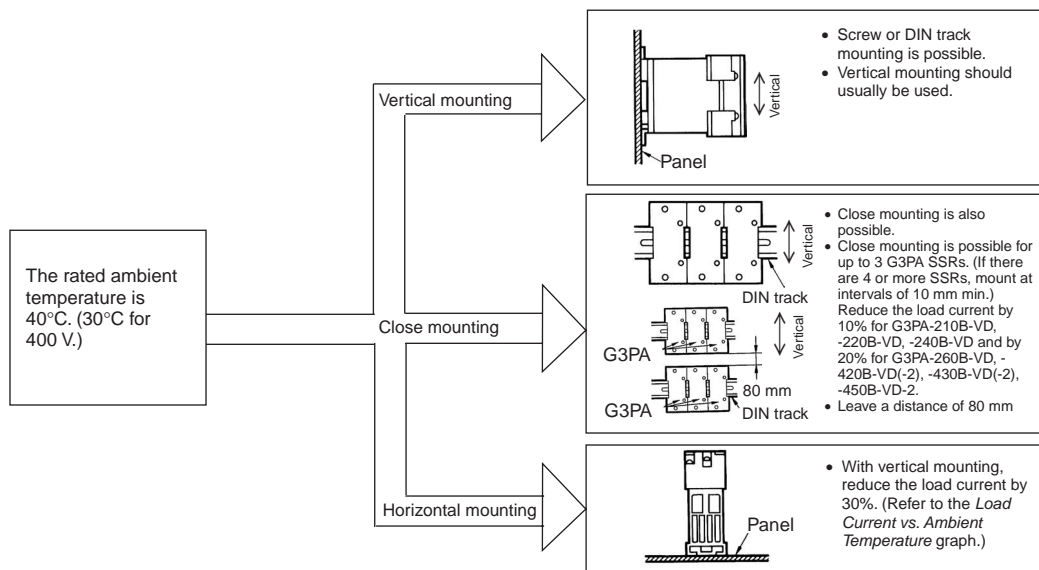 The rated ambient
temperature is
40°C. (30°C for
400 V.)
Vertical mounting
Vertical
Panel
• Screw or DIN track
mounting is possible.
• Vertical mounting should
usually be used.
Close mounting
Vertical
DIN track
Vertical
G3PA
80 mm
G3PA
DIN track
• Close mounting is also
possible.
• Close mounting is possible for
up to 3 G3PA SSRs. (If there
are 4 or more SSRs, mount at
intervals of 10 mm min.)
Reduce the load current by
10% for G3PA-210B-VD,
-220B-VD, -240B-VD and by
20% for G3PA-260B-VD, -
420B-VD(-2), -430B-VD(-2),
-450B-VD-2.
• Leave a distance of 80 mm
Horizontal mounting
Panel
• With vertical mounting,
reduce the load current by
30%. (Refer to the Load
Current vs. Ambient
Temperature graph.)